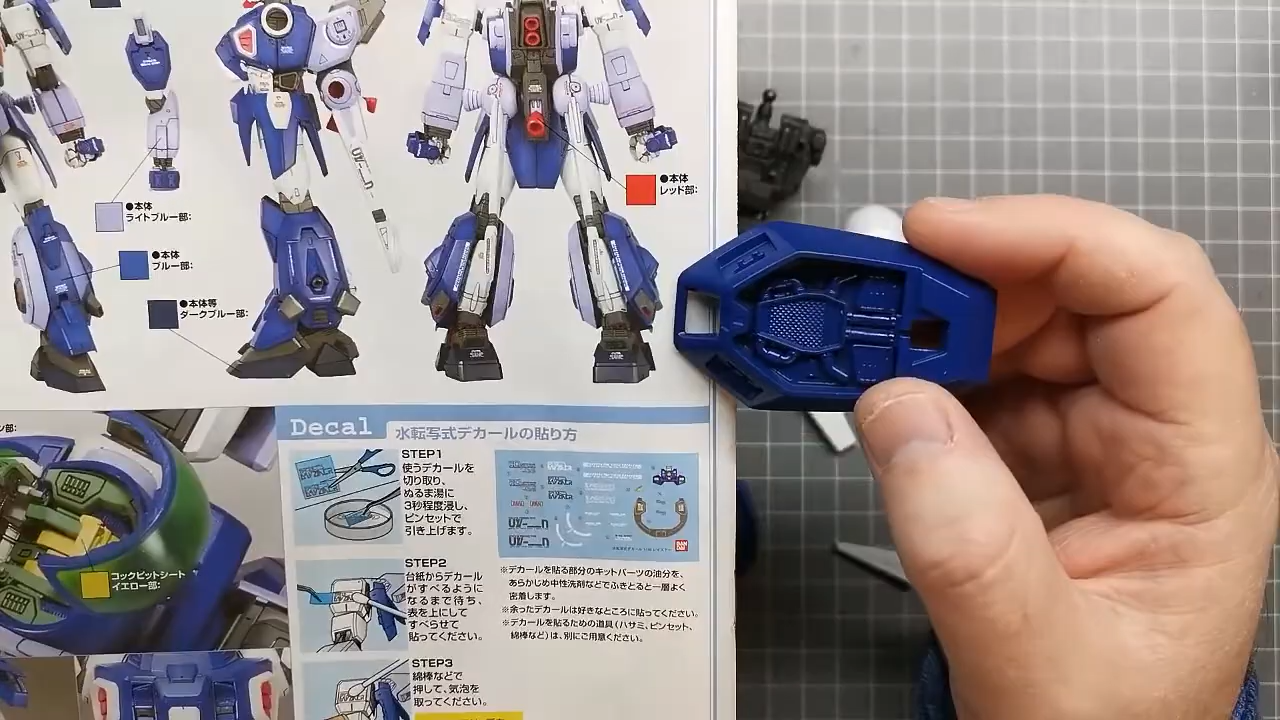 ●本体
ライトブルー部:
●本体
ブルー部:
●本体等
ダークブルー部:
●本体
レッド部:
コックピットシート
イエロー部:
Decal
水転写式デカールの貼り方
STEP1
使うデカールを
切り取り、
ぬるま湯に
3秒程度浸し、
ピンセットで
引き上げます。
STEP2
台紙からデカール
がすべるように
なるまで待ち、
表を上にして
すべらせて
貼ってください。
STEP3
綿棒などで
押して、気泡を
取ってください。
※デカールを貼る部分のキットパーツの油分を、
あらかじめ中性洗剤などでふきとると一層よく
密着します。
※余ったデカールは好きなところに貼ってください。
※デカールを貼るための道具(ハサミ、ピンセット、
綿棒など)は、別にご用意ください。